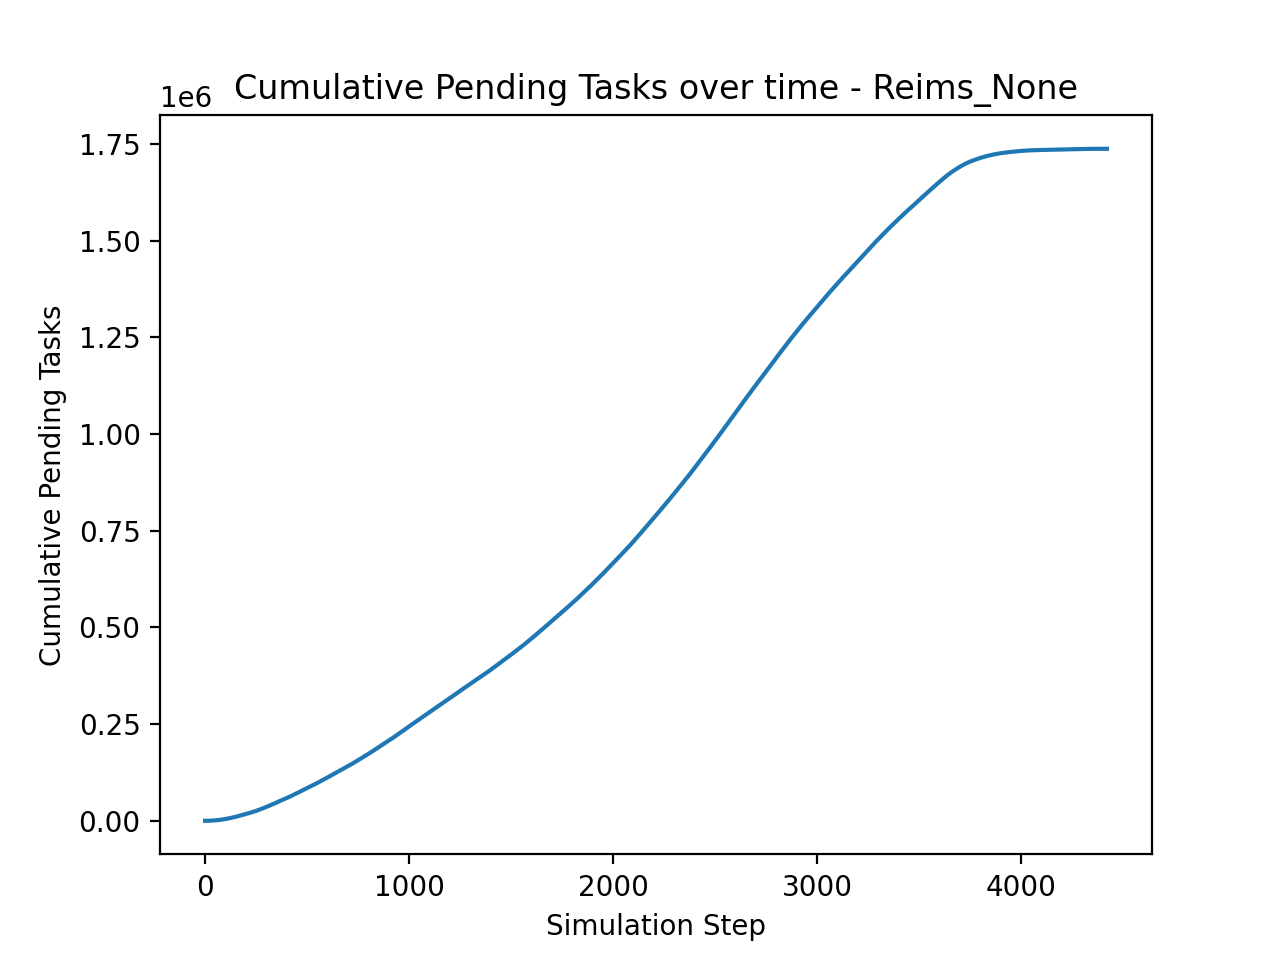 Cumulative Pending Tasks over time - Reims_None
1e6
1.75
1.50
1.25
1.00
0.75
0.50
0.25
0.00
Cumulative Pending Tasks
0 1000 2000 3000 4000
Simulation Step